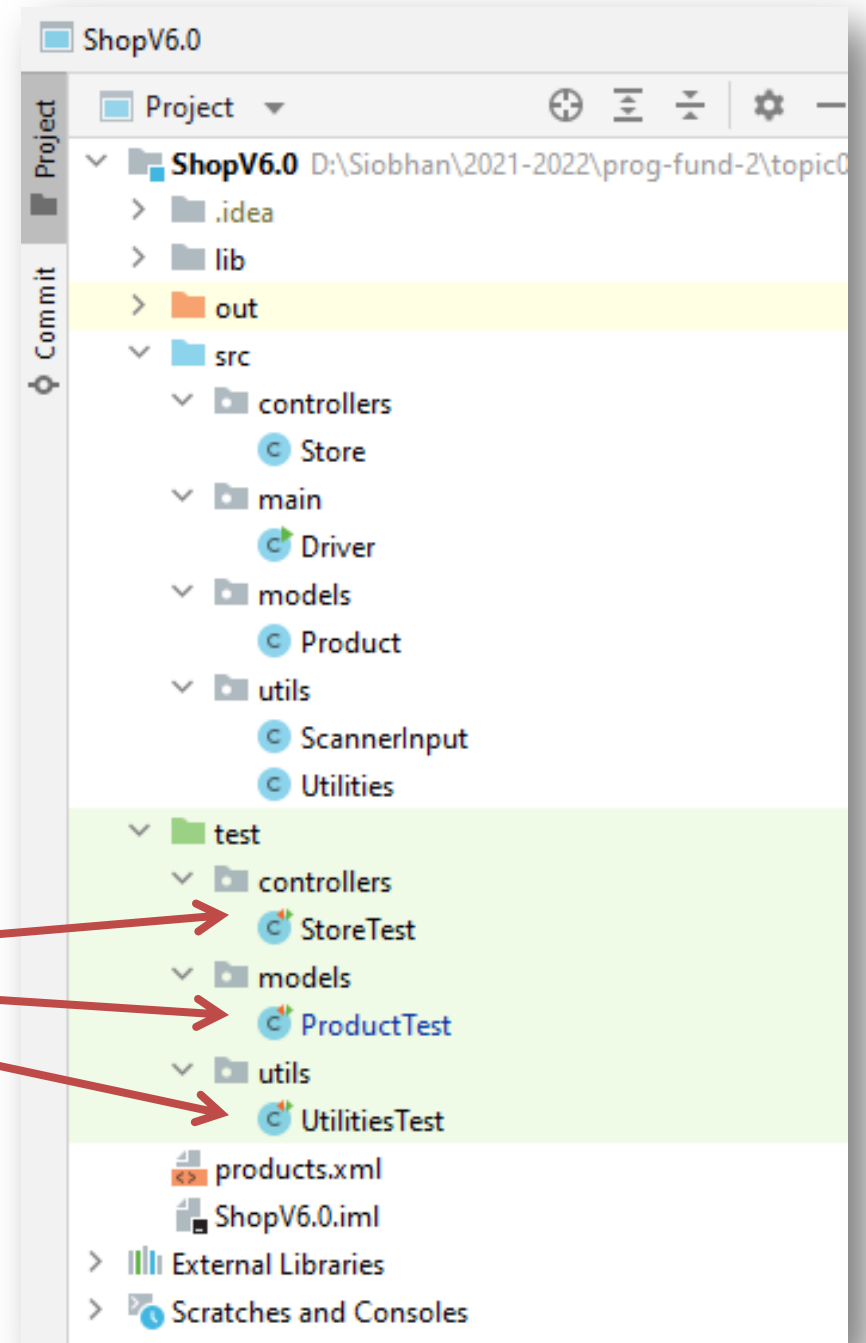 ShopV6.0
Project
Project
Commit
ShopV6.0 D:\Siobhan\2021-2022\prog-fund-2\topic0
.idea
lib
out
src
controllers
Store
main
Driver
models
Product
utils
ScannerInput
Utilities
test
controllers
StoreTest
models
ProductTest
utils
UtilitiesTest
products.xml
ShopV6.0.iml
External Libraries
Scratches and Consoles